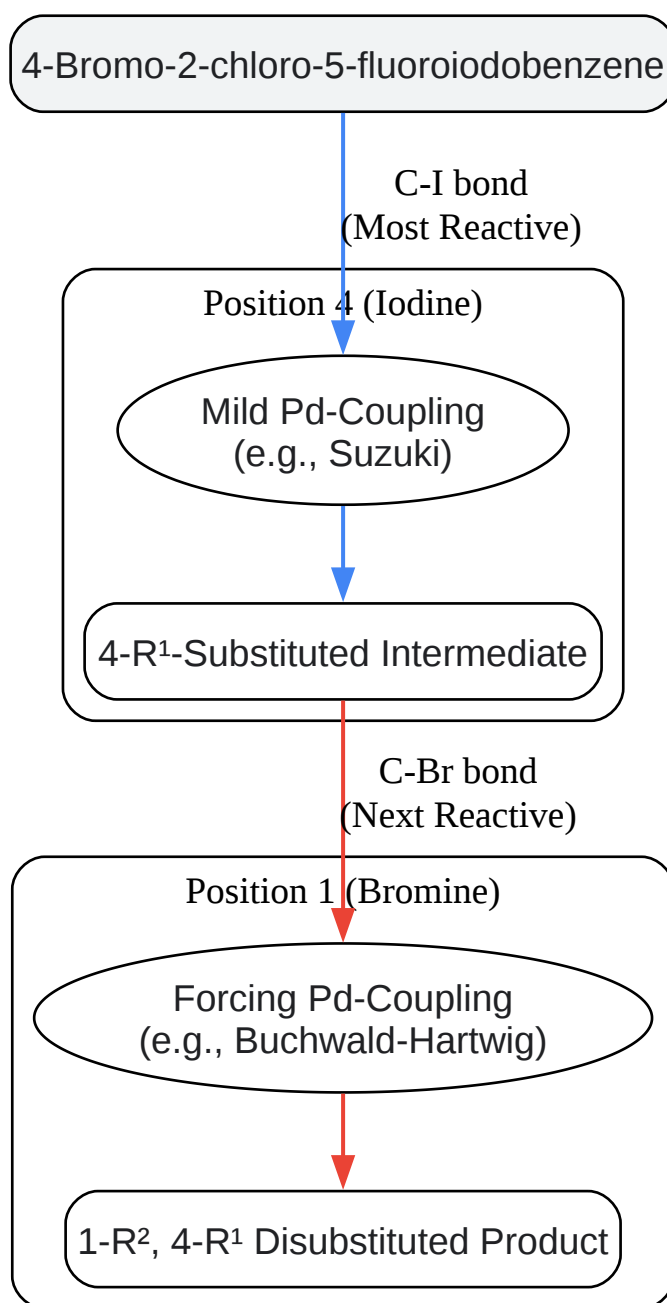 4-Bromo-2-chloro-5-fluoroiodobenzene
C-I bond
(Most Reactive)
Position 4 (Iodine)
Mild Pd-Coupling
(e.g., Suzuki)
4-R¹-Substituted Intermediate
C-Br bond
(Next Reactive)
Position 1 (Bromine)
Forcing Pd-Coupling
(e.g., Buchwald-Hartwig)
1-R², 4-R¹ Disubstituted Product